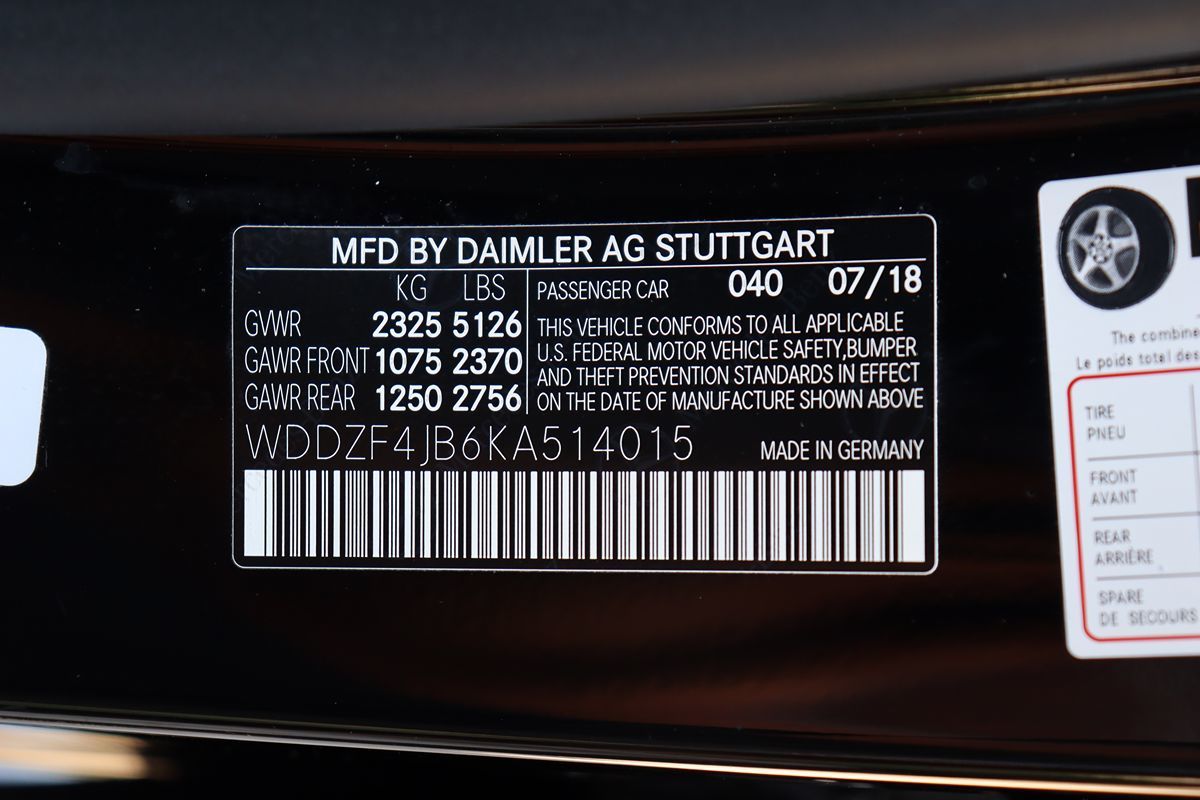 MFD BY DAIMLER AG STUTTGART
KG LBS
GVWR 2325 5126
GAWR FRONT 1075 2370
GAWR REAR 1250 2756
PASSENGER CAR 040 07/18
THIS VEHICLE CONFORMS TO ALL APPLICABLE
U.S. FEDERAL MOTOR VEHICLE SAFETY,BUMPER
AND THEFT PREVENTION STANDARDS IN EFFECT
ON THE DATE OF MANUFACTURE SHOWN ABOVE
WDDZF4JB6KA514015 MADE IN GERMANY
The combine
Le poids total des
TIRE
PNEU
FRONT
AVANT
REAR
ARRIÈRE
SPARE
DE SECOURS